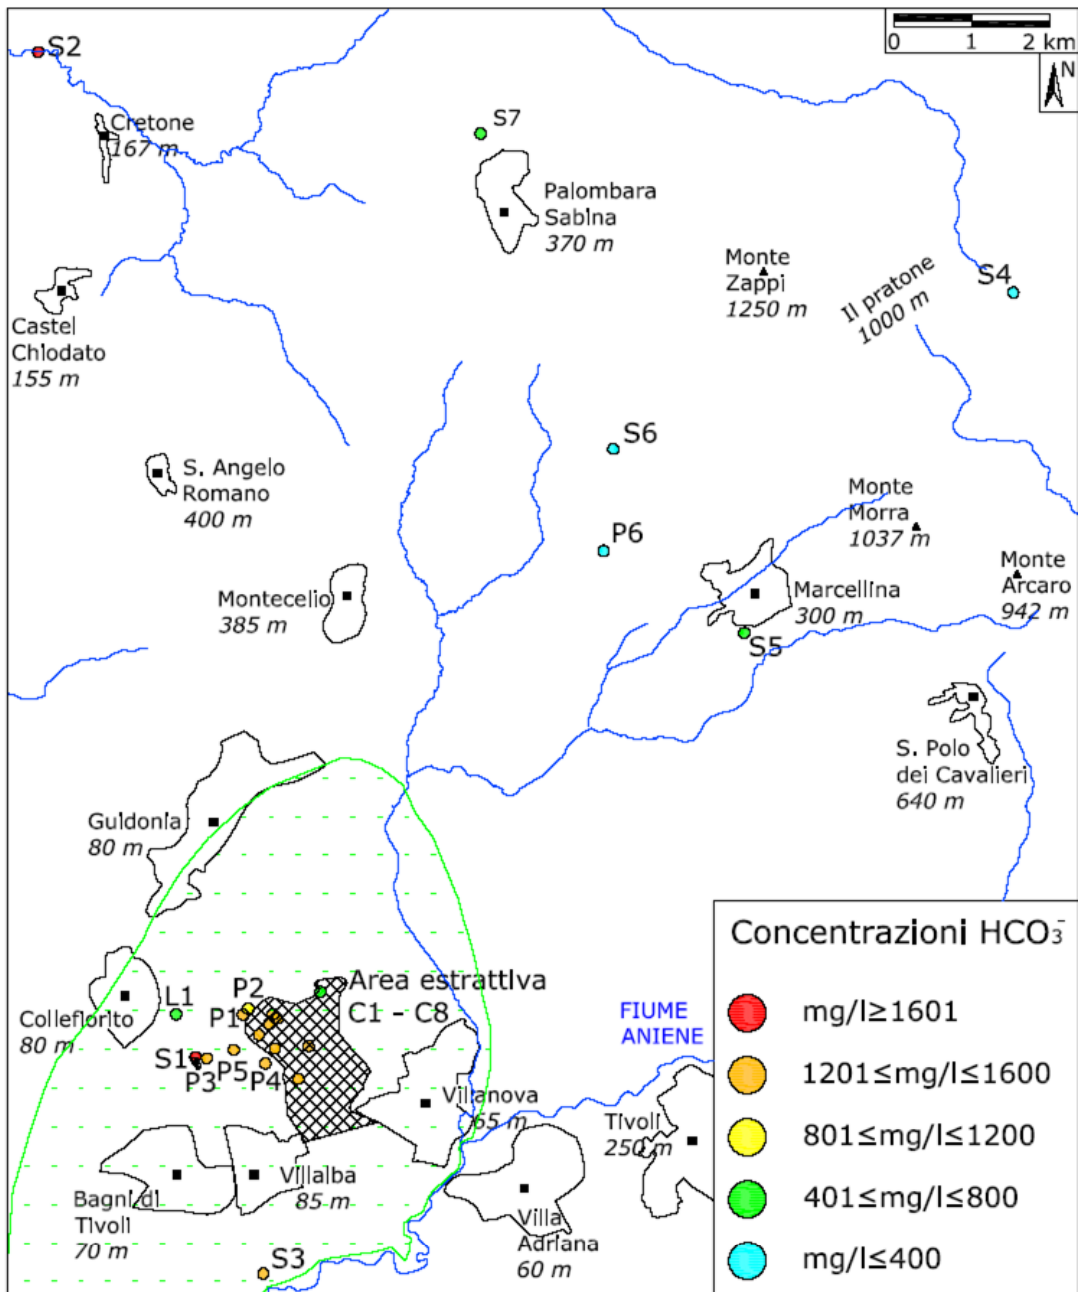 S2
0 1 2 km
N
Cretone
167 m
S7
Palombara
Sabina
370 m
Monte
Zappi
1250 m
Il pratone
1000 m
S4
Castel
Chiodato
155 m
S6
S. Angelo
Romano
400 m
Monte
Morra
1037 m
P6
Monte
Arcaro
942 m
Montecelio
385 m
Marcellina
300 m
S5
S. Polo
dei Cavalieri
640 m
Guidonia
80 m
Area estrattiva
C1 - C8
L1
P2
P1
Collefiorito
80 m
S1
P3
P5
P4
FIUME
ANIENE
Villanova
65 m
Tivoli
250 m
Villalba
85 m
Bagni di
Tivoli
70 m
Villa
Adriana
60 m
S3
Concentrazioni HCO₃⁻
mg/l≥1601
1201≤mg/l≤1600
801≤mg/l≤1200
401≤mg/l≤800
mg/l≤400